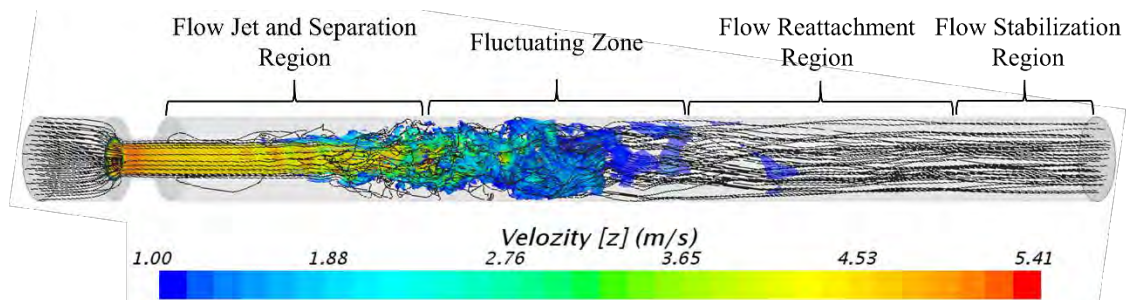 Flow Jet and Separation
Region
Fluctuating Zone
Flow Reattachment
Region
Flow Stabilization
Region
Velozity [z] (m/s)
1.00 1.88 2.76 3.65 4.53 5.41